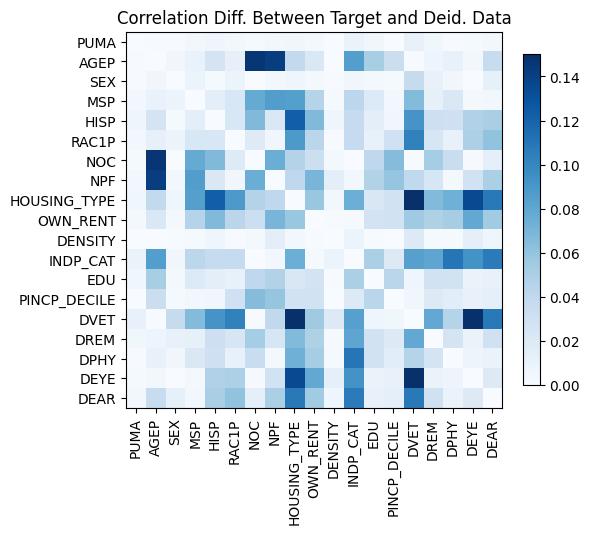 Correlation Diff. Between Target and Deid. Data
PUMA
AGEP
SEX
MSP
HISP
RAC1P
NOC
NPF
HOUSING_TYPE
OWN_RENT
DENSITY
INDP_CAT
EDU
PINCP_DECILE
DVET
DREM
DPHY
DEYE
DEAR
PUMA
AGEP
SEX
MSP
HISP
RAC1P
NOC
NPF
HOUSING_TYPE
OWN_RENT
DENSITY
INDP_CAT
EDU
PINCP_DECILE
DVET
DREM
DPHY
DEYE
DEAR
0.14
0.12
0.10
0.08
0.06
0.04
0.02
0.00